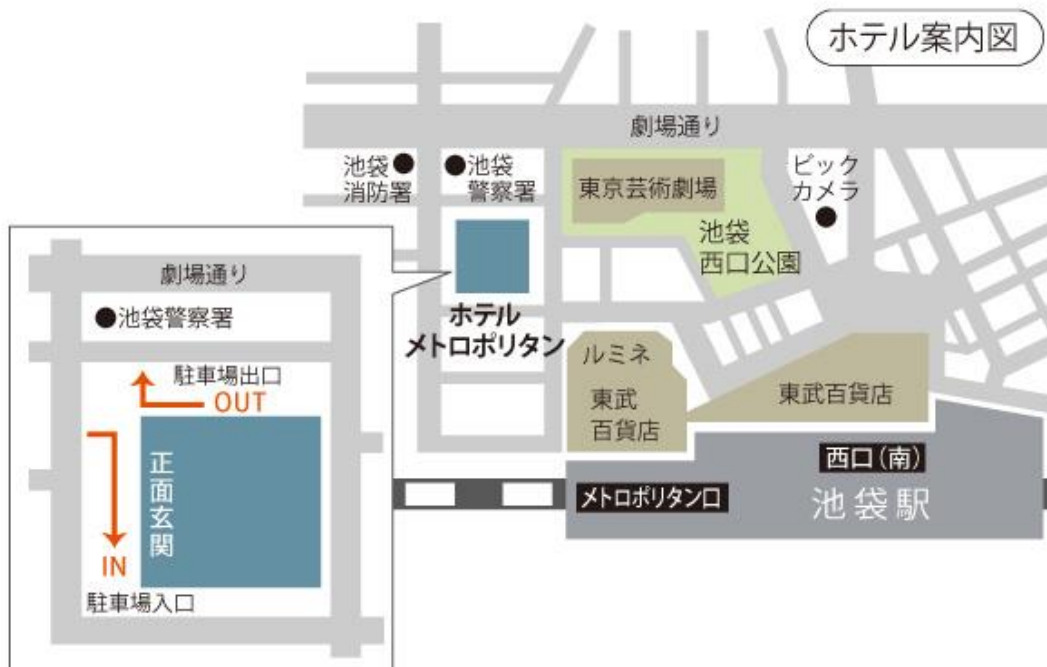 ホテル案内図
劇場通り
池袋
消防署
池袋
警察署
東京芸術劇場
ビック
カメラ
池袋
西口公園
ホテル
メトロポリタン
ルミネ
東武
百貨店
東武百貨店
西口(南)
メトロポリタン口
池袋駅
劇場通り
池袋警察署
駐車場出口
OUT
正面玄関
IN
駐車場入口